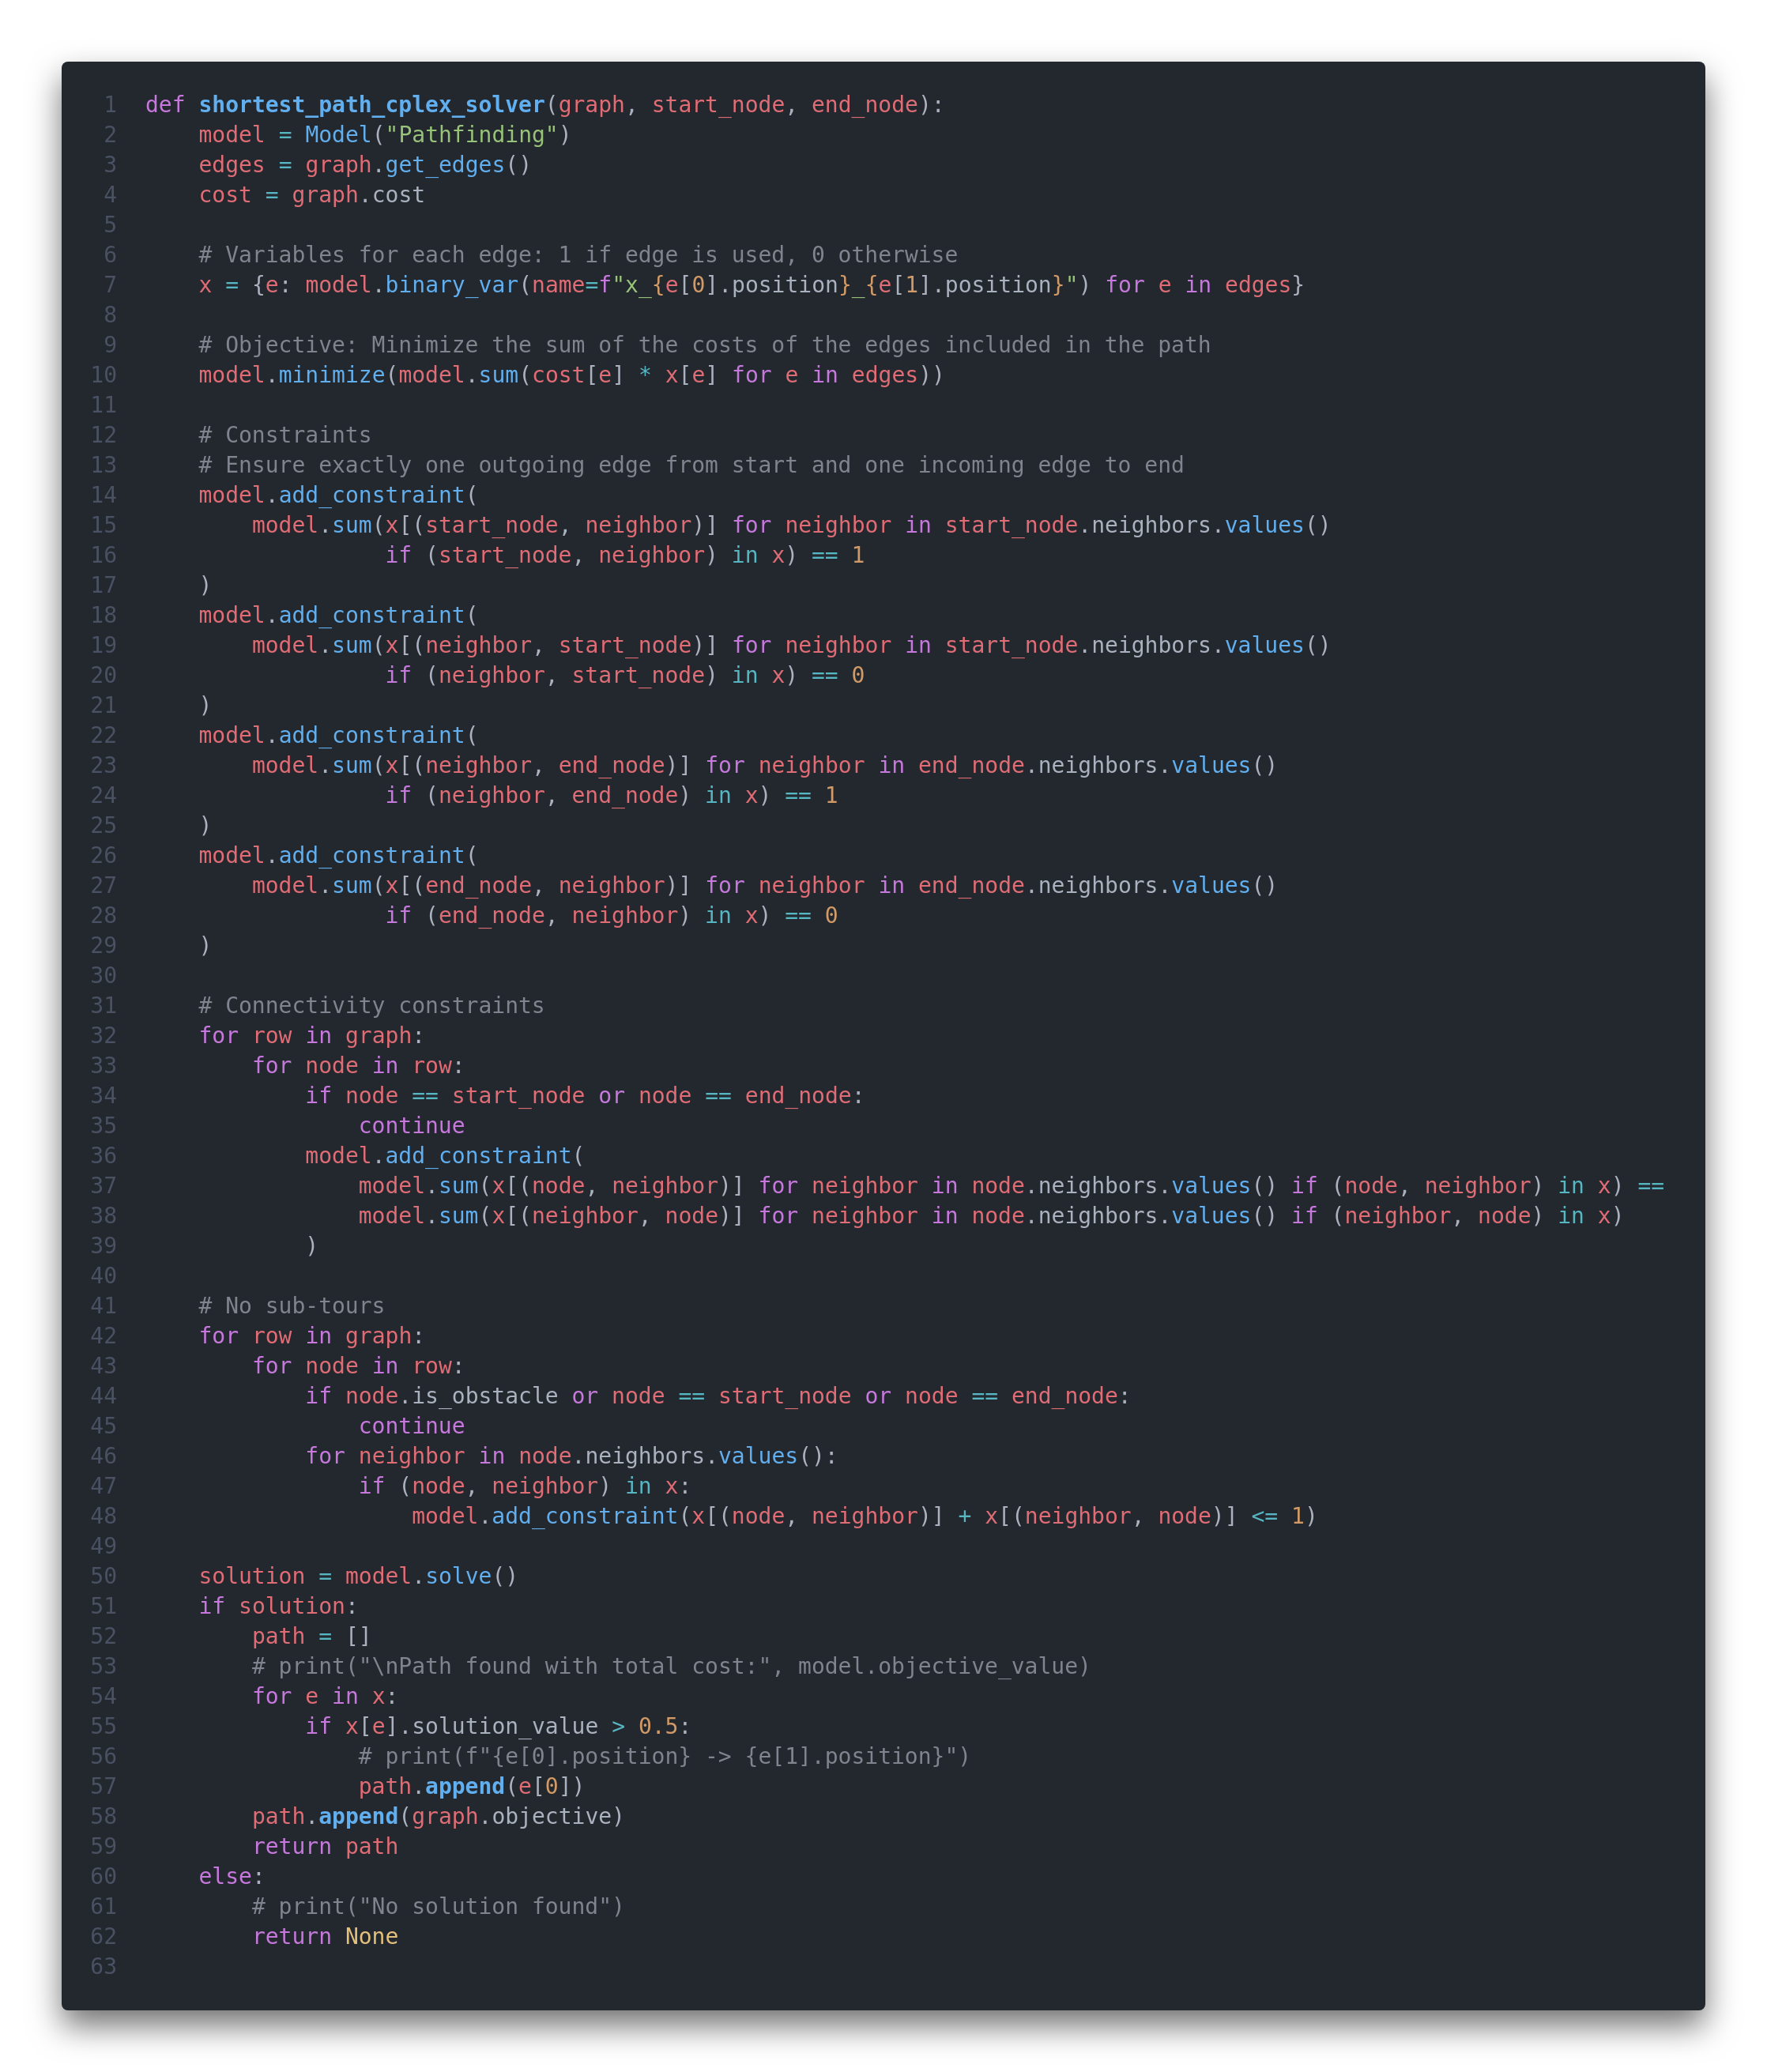 1 def shortest_path_cplex_solver(graph, start_node, end_node):
2     model = Model("Pathfinding")
3     edges = graph.get_edges()
4     cost = graph.cost
5
6     # Variables for each edge: 1 if edge is used, 0 otherwise
7     x = {e: model.binary_var(name=f"x_{e[0].position}_{e[1].position}") for e in edges}
8
9     # Objective: Minimize the sum of the costs of the edges included in the path
10     model.minimize(model.sum(cost[e] * x[e] for e in edges))
11
12     # Constraints
13     # Ensure exactly one outgoing edge from start and one incoming edge to end
14     model.add_constraint(
15         model.sum(x[(start_node, neighbor)] for neighbor in start_node.neighbors.values()
16                   if (start_node, neighbor) in x) == 1
17     )
18     model.add_constraint(
19         model.sum(x[(neighbor, start_node)] for neighbor in start_node.neighbors.values()
20                   if (neighbor, start_node) in x) == 0
21     )
22     model.add_constraint(
23         model.sum(x[(neighbor, end_node)] for neighbor in end_node.neighbors.values()
24                   if (neighbor, end_node) in x) == 1
25     )
26     model.add_constraint(
27         model.sum(x[(end_node, neighbor)] for neighbor in end_node.neighbors.values()
28                   if (end_node, neighbor) in x) == 0
29     )
30
31     # Connectivity constraints
32     for row in graph:
33         for node in row:
34             if node == start_node or node == end_node:
35                 continue
36             model.add_constraint(
37                 model.sum(x[(node, neighbor)] for neighbor in node.neighbors.values() if (node, neighbor) in x) ==
38                 model.sum(x[(neighbor, node)] for neighbor in node.neighbors.values() if (neighbor, node) in x)
39             )
40
41     # No sub-tours
42     for row in graph:
43         for node in row:
44             if node.is_obstacle or node == start_node or node == end_node:
45                 continue
46             for neighbor in node.neighbors.values():
47                 if (node, neighbor) in x:
48                     model.add_constraint(x[(node, neighbor)] + x[(neighbor, node)] <= 1)
49
50     solution = model.solve()
51     if solution:
52         path = []
53         # print("\nPath found with total cost:", model.objective_value)
54         for e in x:
55             if x[e].solution_value > 0.5:
56                 # print(f"{e[0].position} -> {e[1].position}")
57                 path.append(e[0])
58         path.append(graph.objective)
59         return path
60     else:
61         # print("No solution found")
62         return None
63